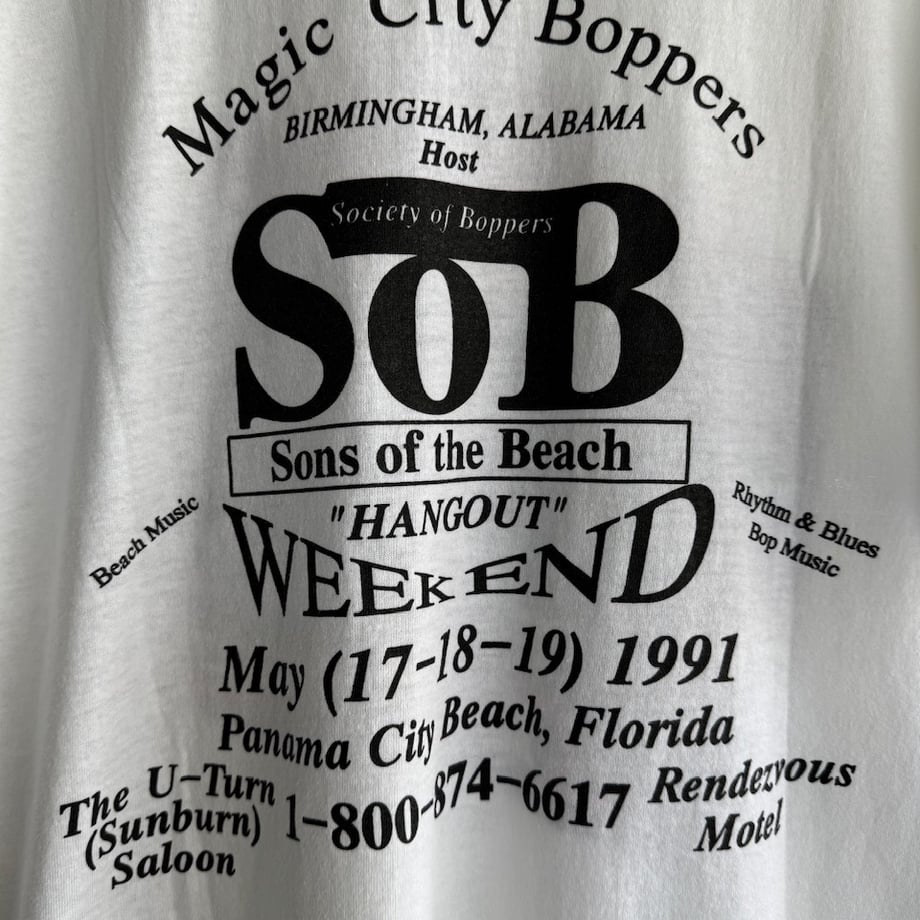 Magic City Boppers
BIRMINGHAM, ALABAMA
Host
SoB
Society of Boppers
Sons of the Beach
"HANGOUT"
WEEKEND
Beach Music
Rhythm & Blues
Bop Music
May (17-18-19) 1991
Panama City Beach, Florida
The U-Turn
(Sunburn)
Saloon
1-800-874-6617
Rendezvous
Motel